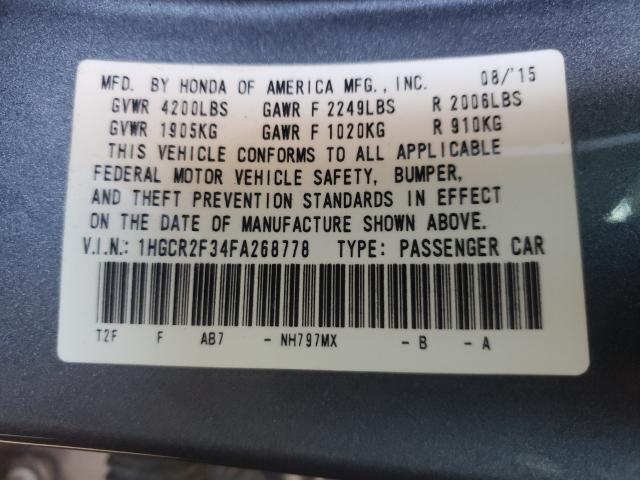 MFD. BY HONDA OF AMERICA MFG., INC. 08/'15
GVWR 4200LBS GAWR F 2249LBS R 2006LBS
GVWR 1905KG GAWR F 1020KG R 910KG
THIS VEHICLE CONFORMS TO ALL APPLICABLE
FEDERAL MOTOR VEHICLE SAFETY, BUMPER,
AND THEFT PREVENTION STANDARDS IN EFFECT
ON THE DATE OF MANUFACTURE SHOWN ABOVE.
V.I.N.: 1HGCR2F34FA268778 TYPE: PASSENGER CAR
T2F F AB7 - NH797MX - B - A